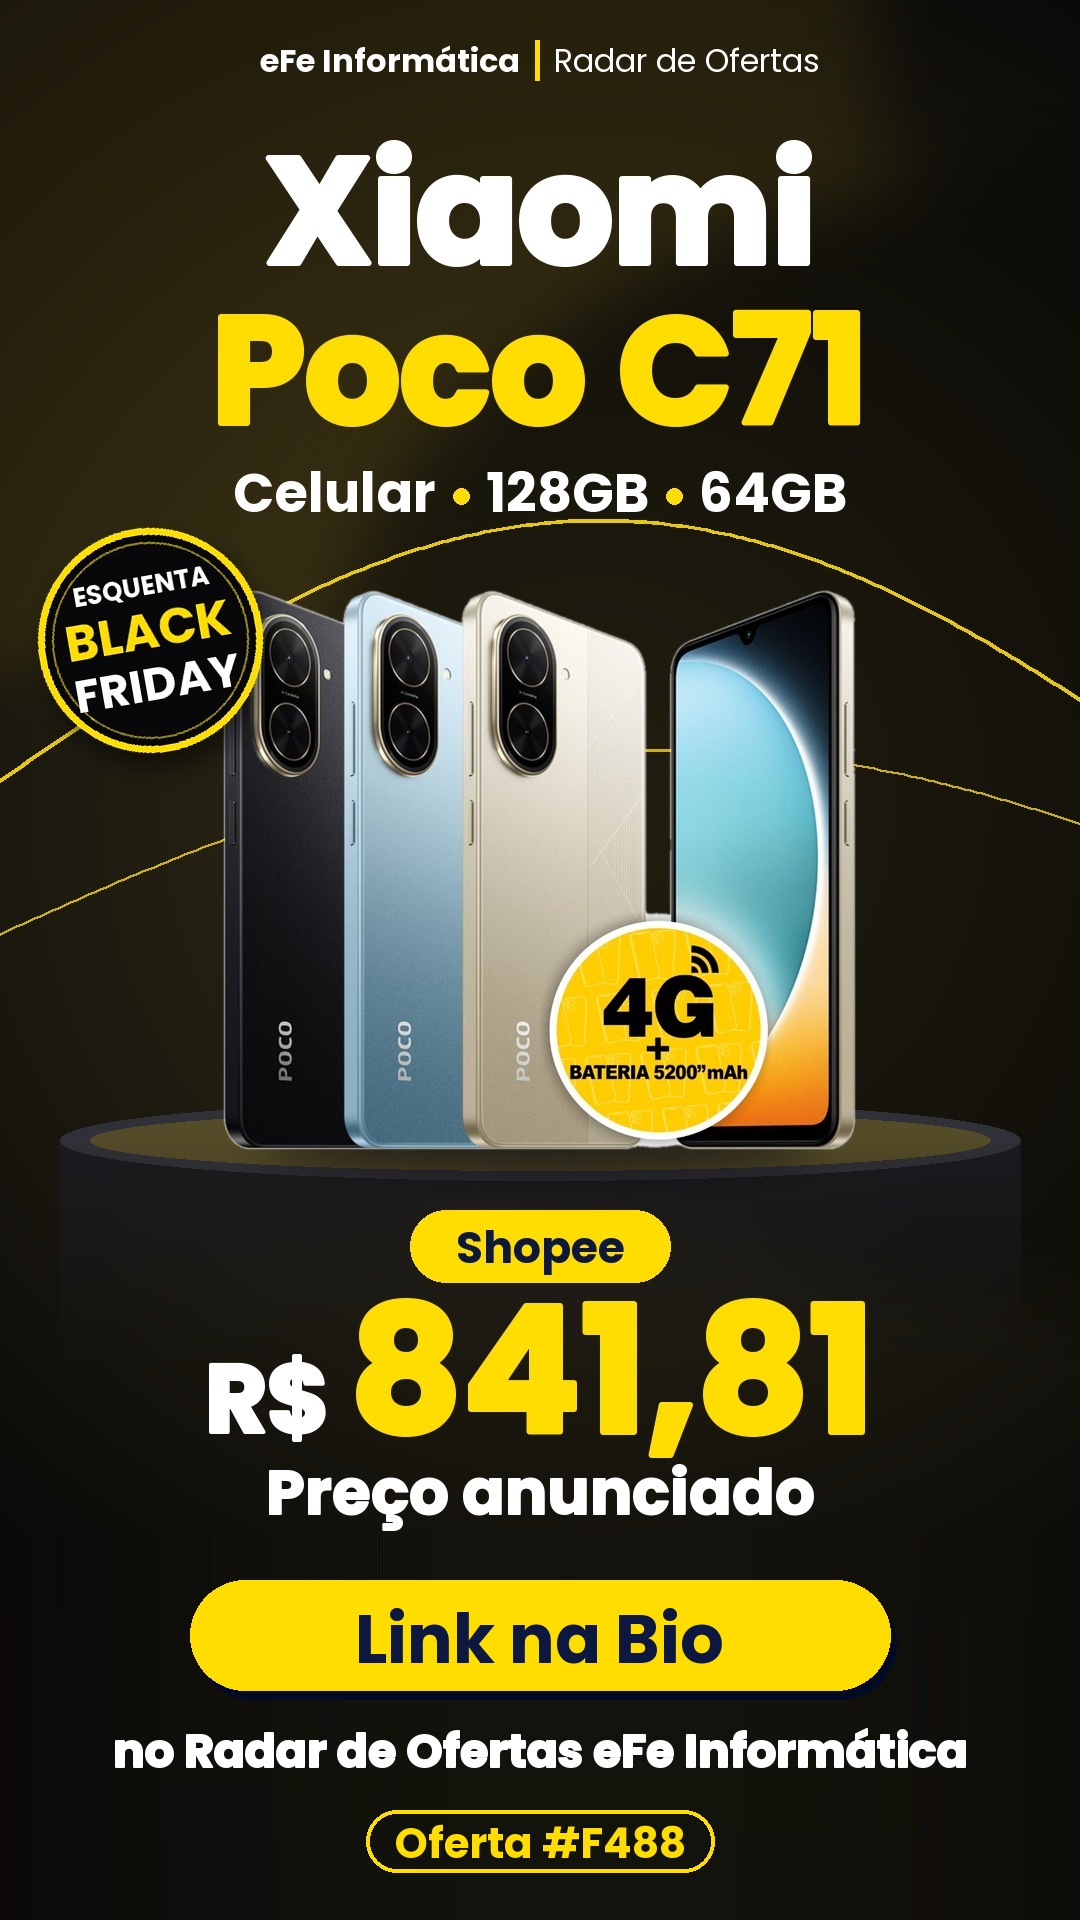 eFe Informática | Radar de Ofertas
Xiaomi
Poco C71
Celular • 128GB • 64GB
ESQUENTA
BLACK
FRIDAY
POCO
POCO
POCO
4G
+
BATERIA 5200”mAh
Shopee
R$ 841,81
Preço anunciado
Link na Bio
no Radar de Ofertas eFe Informática
Oferta #F488